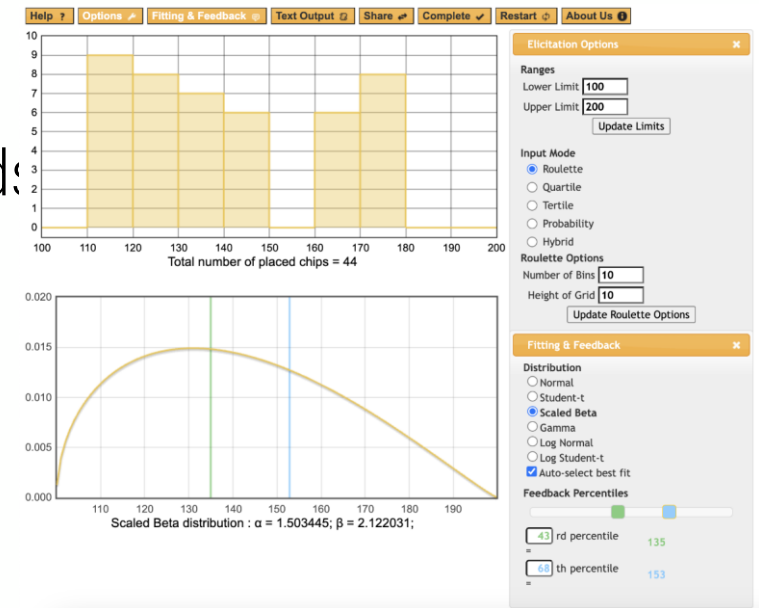 Help ? Options Fitting & Feedback Text Output Share Complete Restart About Us
10
9
8
7
6
5
4
3
2
1
0
100 110 120 130 140 150 160 170 180 190 200
Total number of placed chips = 44
ds
0.020
0.015
0.010
0.005
0.000
110 120 130 140 150 160 170 180 190
Scaled Beta distribution : α = 1.503445; β = 2.122031;
Elicitation Options
Ranges
Lower Limit 100
Upper Limit 200
Update Limits
Input Mode
Roulette
Quartile
Tertile
Probability
Hybrid
Roulette Options
Number of Bins 10
Height of Grid 10
Update Roulette Options
Fitting & Feedback
Distribution
Normal
Student-t
Scaled Beta
Gamma
Log Normal
Log Student-t
Auto-select best fit
Feedback Percentiles
43 rd percentile
= 135
68 th percentile
= 153